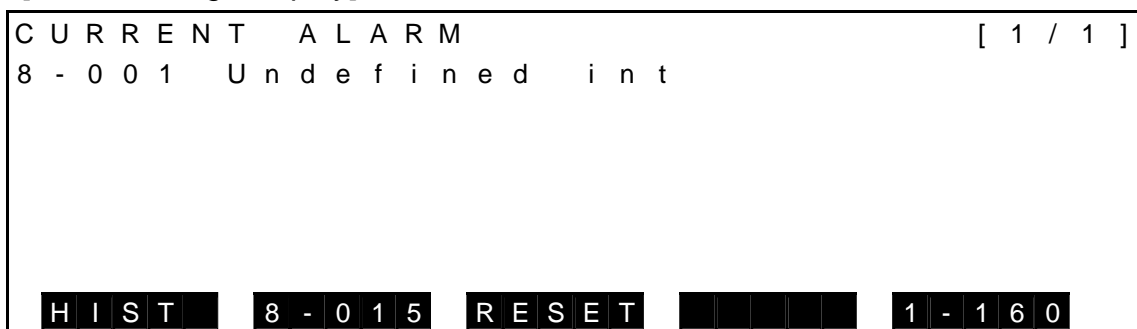 CURRENT ALARM [1/1]
8-001 Undefined int
HIST 8-015 RESET 1-160